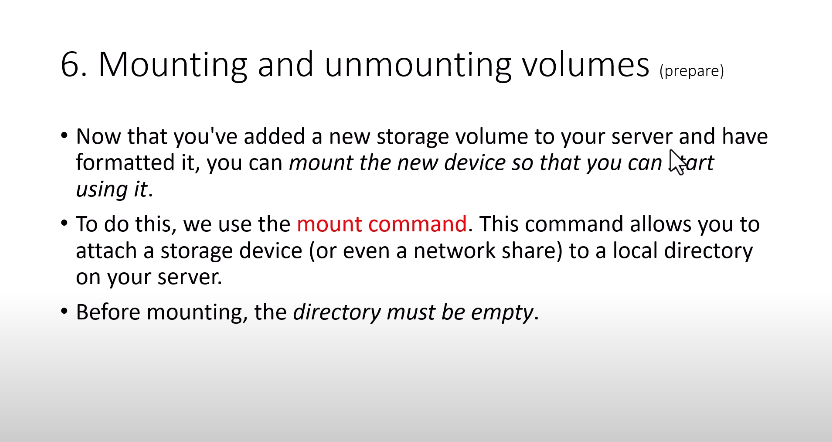 6. Mounting and unmounting volumes (prepare)
• Now that you've added a new storage volume to your server and have
formatted it, you can mount the new device so that you can start
using it.
• To do this, we use the mount command. This command allows you to
attach a storage device (or even a network share) to a local directory
on your server.
• Before mounting, the directory must be empty.